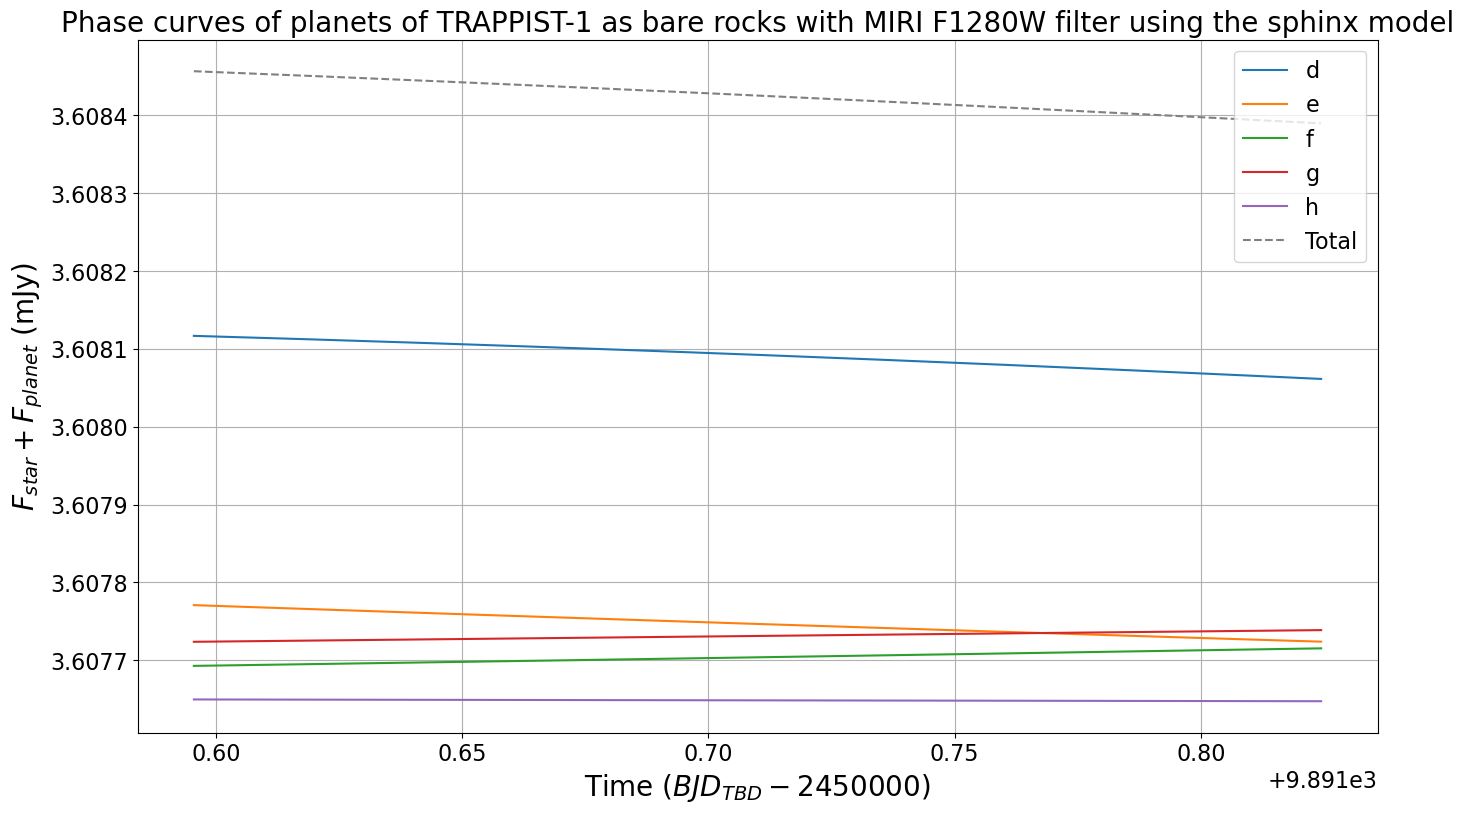 Phase curves of planets of TRAPPIST-1 as bare rocks with MIRI F1280W filter using the sphinx model
d
e
f
g
h
Total
3.6084
3.6083
3.6082
3.6081
3.6080
3.6079
3.6078
3.6077
F_star + F_planet (mJy)
0.60 0.65 0.70 0.75 0.80
+9.891e3
Time (BJD_TBD − 2450000)